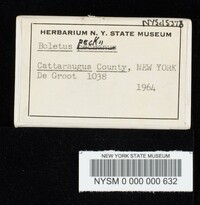 HERBARIUM N. Y. STATE MUSEUM
PECKII
Boletus
Cattaraugus County, NEW YORK
De Groot 1038
1964
NEW YORK STATE MUSEUM
NYSM 0 000 000 632